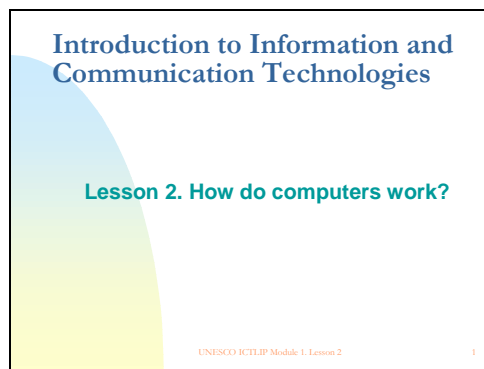 Introduction to Information and
Communication Technologies
Lesson 2. How do computers work?
UNESCO ICTLIP Module 1. Lesson 2
1